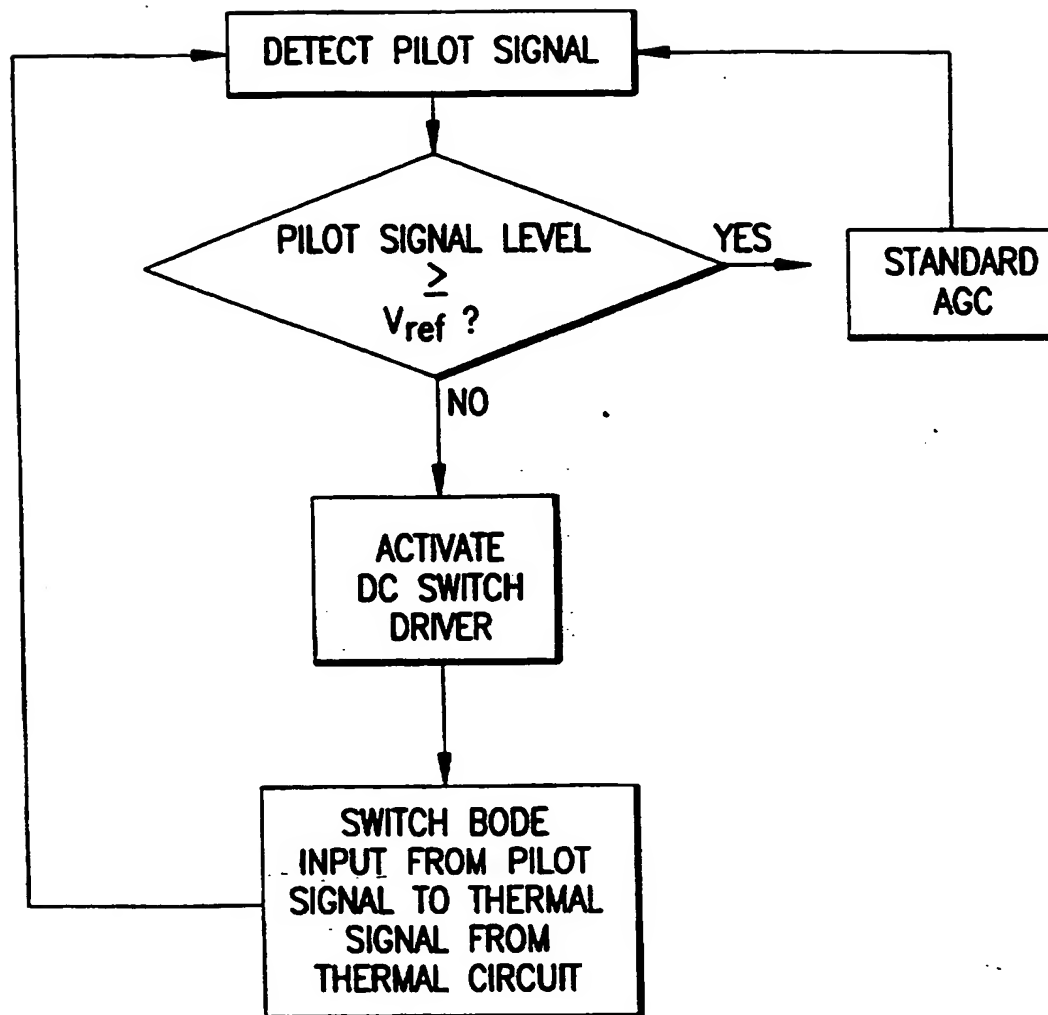 DETECT PILOT SIGNAL
PILOT SIGNAL LEVEL
≥
Vref ?
YES
STANDARD
AGC
NO
ACTIVATE
DC SWITCH
DRIVER
SWITCH BODE
INPUT FROM PILOT
SIGNAL TO THERMAL
SIGNAL FROM
THERMAL CIRCUIT